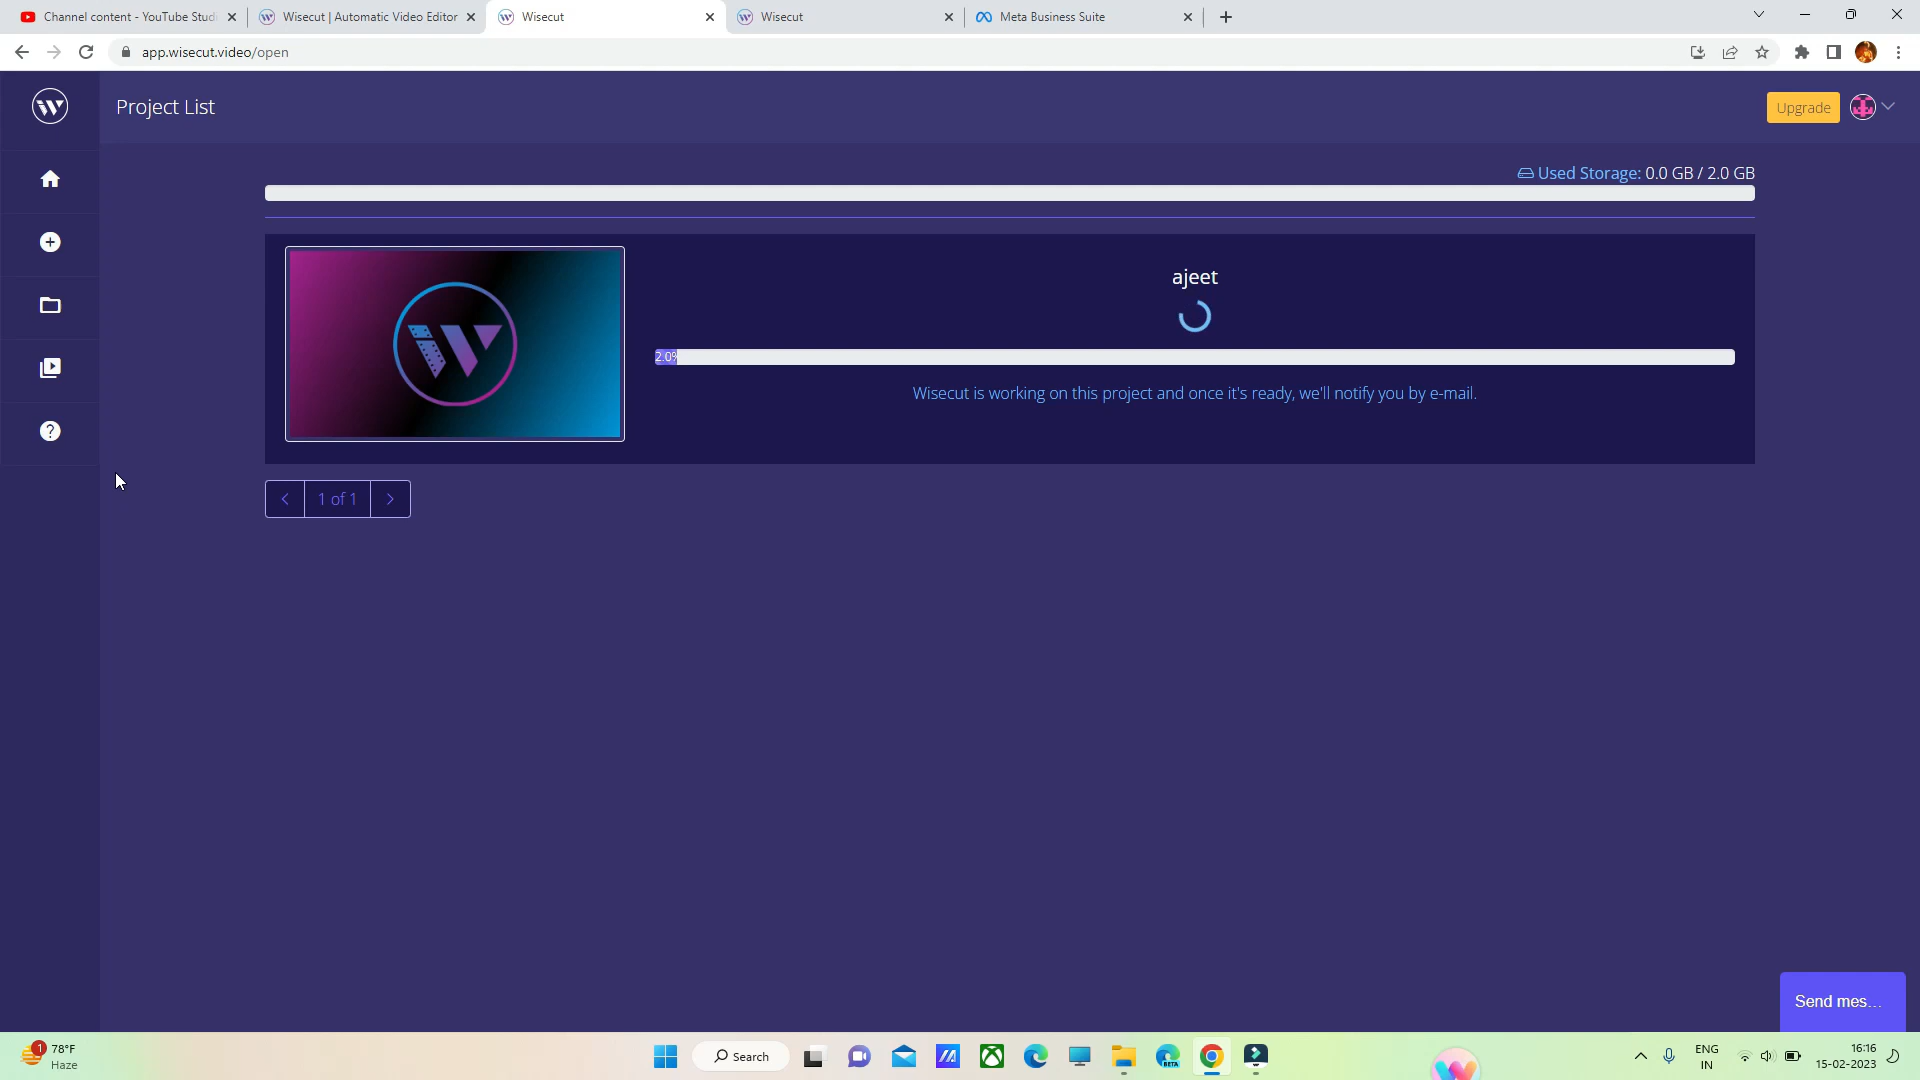 Channel content - YouTube Studi
Wisecut | Automatic Video Editor
Wisecut
Wisecut
Meta Business Suite
app.wisecut.video/open
Project List
Upgrade
Used Storage: 0.0 GB / 2.0 GB
ajeet
2.0%
Wisecut is working on this project and once it's ready, we'll notify you by e-mail.
1 of 1
Send mes...
1
78°F
Haze
Search
BETA
ENG
IN
16:16
15-02-2023